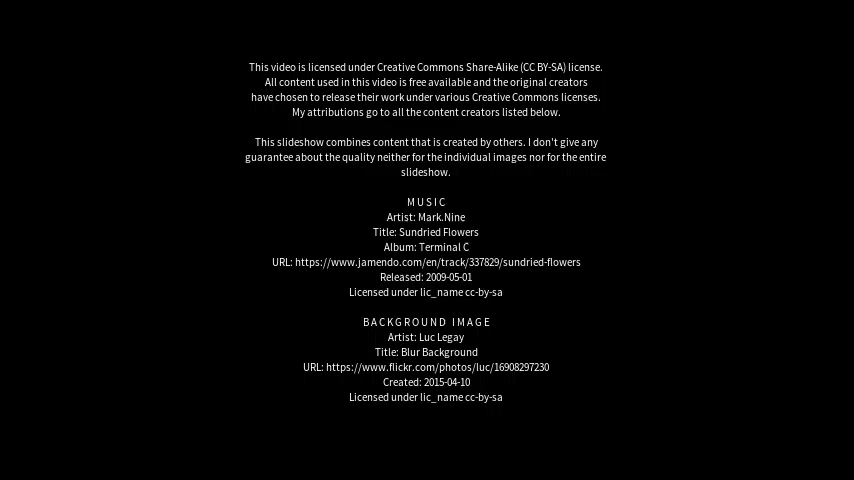 This video is licensed under Creative Commons Share-Alike (CC BY-SA) license.
All content used in this video is free available and the original creators
have chosen to release their work under various Creative Commons licenses.
My attributions go to all the content creators listed below.
This slideshow combines content that is created by others. I don't give any
guarantee about the quality neither for the individual images nor for the entire
slideshow.
MUSIC
Artist: Mark.Nine
Title: Sundried Flowers
Album: Terminal C
URL: https://www.jamendo.com/en/track/337829/sundried-flowers
Released: 2009-05-01
Licensed under lic_name cc-by-sa
BACKGROUND IMAGE
Artist: Luc Legay
Title: Blur Background
URL: https://www.flickr.com/photos/luc/16908297230
Created: 2015-04-10
Licensed under lic_name cc-by-sa